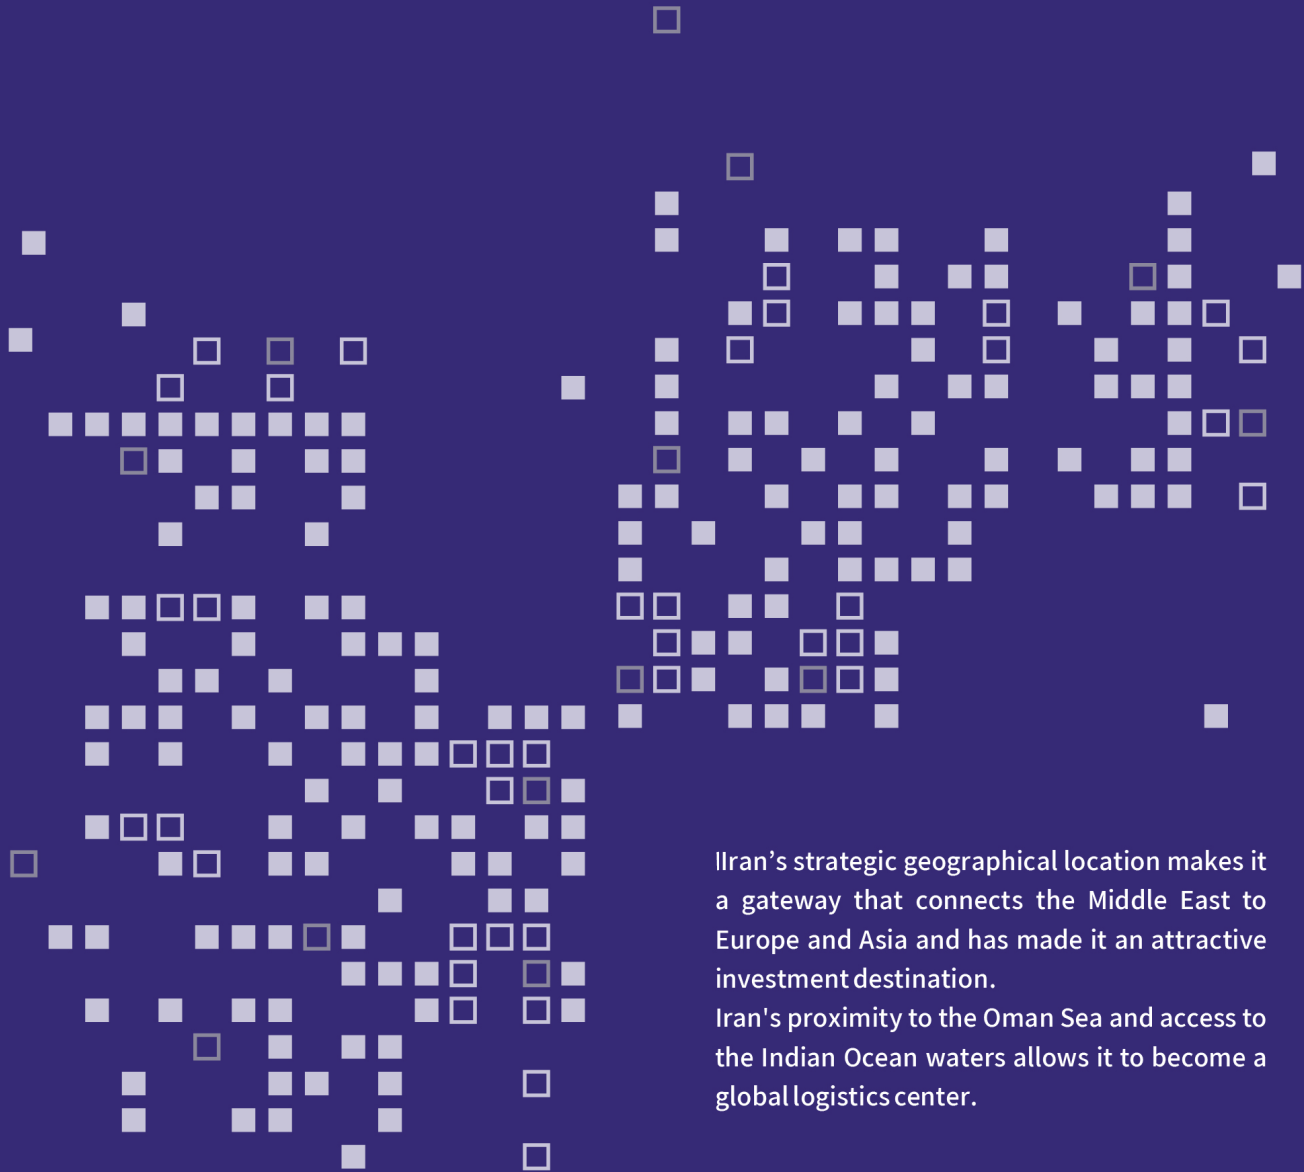 IIran’s strategic geographical location makes it
a gateway that connects the Middle East to
Europe and Asia and has made it an attractive
investment destination.
Iran's proximity to the Oman Sea and access to
the Indian Ocean waters allows it to become a
global logistics center.